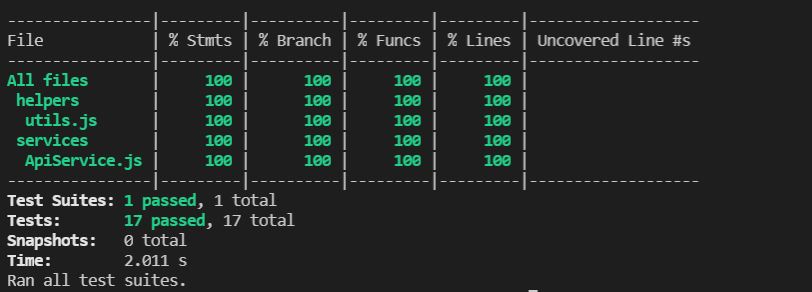 ----------------|---------|----------|---------|---------|-------------------
File            | % Stmts | % Branch | % Funcs | % Lines | Uncovered Line #s
----------------|---------|----------|---------|---------|-------------------
All files       |     100 |      100 |     100 |     100 |
 helpers        |     100 |      100 |     100 |     100 |
  utils.js      |     100 |      100 |     100 |     100 |
 services       |     100 |      100 |     100 |     100 |
  ApiService.js |     100 |      100 |     100 |     100 |
----------------|---------|----------|---------|---------|-------------------
Test Suites: 1 passed, 1 total
Tests:       17 passed, 17 total
Snapshots:   0 total
Time:        2.011 s
Ran all test suites.